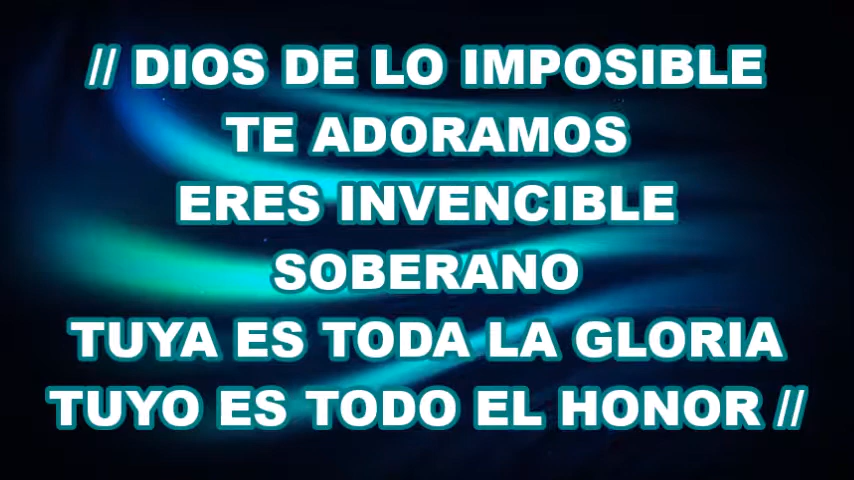 // DIOS DE LO IMPOSIBLE
TE ADORAMOS
ERES INVENCIBLE
SOBERANO
TUYA ES TODA LA GLORIA
TUYO ES TODO EL HONOR //